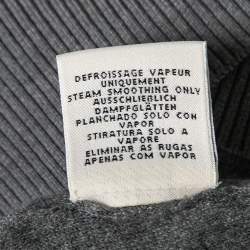 DEFROISSAGE VAPEUR
UNIQUEMENT
STEAM SMOOTHING ONLY
AUSSCHLIEßLICH
DAMPFGLÄTTEN
PLANCHADO SOLO CON
VAPOR
STIRATURA SOLO A
VAPORE
ELIMINAR AS RUGAS
APENAS COM VAPOR